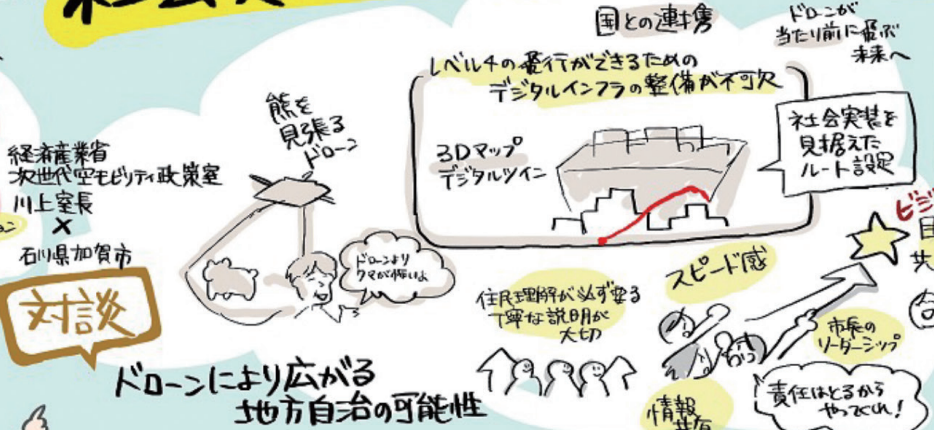 経済産業省
次世代空モビリティ政策室
川上室長
×
石川県加賀市
対談
ドローンにより広がる
地方自治の可能性
熊を
見張る
ドローン
ドローンより
クマが怖いよ
国との連携
レベル4の飛行ができるための
デジタルインフラの整備が不可欠
3Dマップ
デジタルツイン
社会実装を
見据えた
ルート設定
ドローンが
当たり前に飛ぶ
未来へ
住民理解が必ず要る
丁寧な説明が
大切
スピード感
市長の
リーダーシップ
情報
共有
責任はとるから
やってくれ!